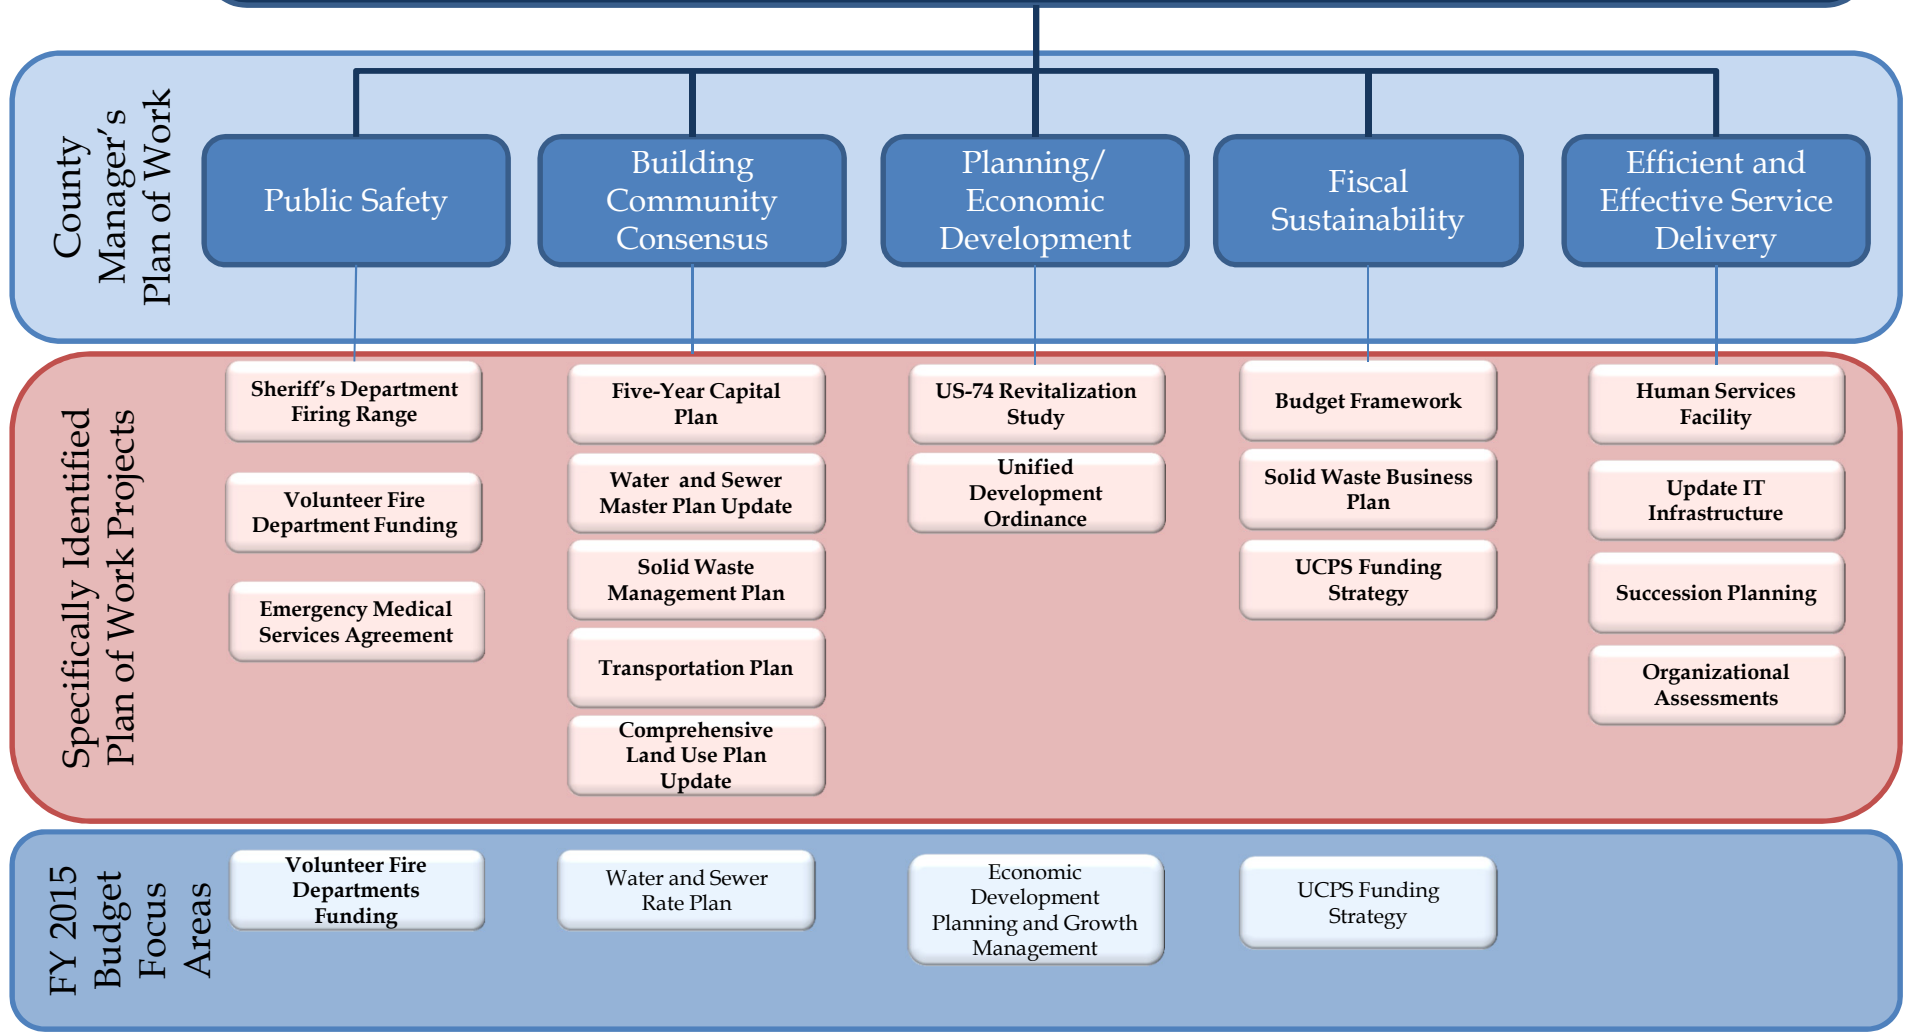 County
Manager's
Plan of Work
Public Safety
Building
Community
Consensus
Planning/
Economic
Development
Fiscal
Sustainability
Efficient and
Effective Service
Delivery
Specifically Identified
Plan of Work Projects
Sheriff's Department
Firing Range
Volunteer Fire
Department Funding
Emergency Medical
Services Agreement
Five-Year Capital
Plan
Water and Sewer
Master Plan Update
Solid Waste
Management Plan
Transportation Plan
Comprehensive
Land Use Plan
Update
US-74 Revitalization
Study
Unified
Development
Ordinance
Budget Framework
Solid Waste Business
Plan
UCPS Funding
Strategy
Human Services
Facility
Update IT
Infrastructure
Succession Planning
Organizational
Assessments
FY 2015
Budget
Focus
Areas
Volunteer Fire
Departments
Funding
Water and Sewer
Rate Plan
Economic
Development
Planning and Growth
Management
UCPS Funding
Strategy